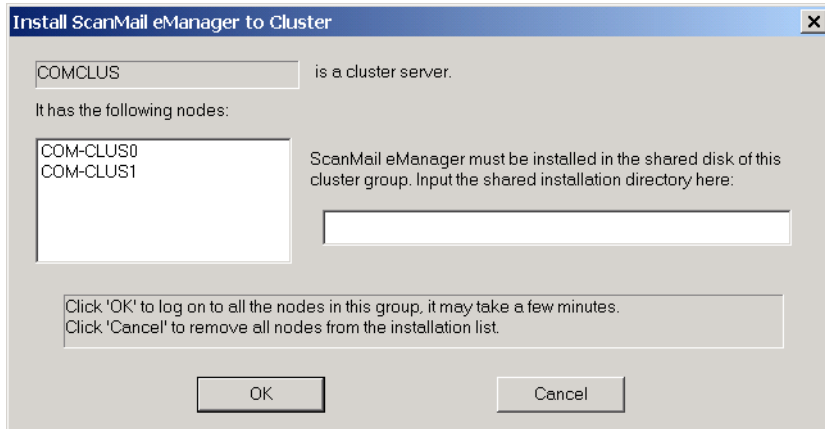 Install ScanMail eManager to Cluster
COMCLUS
is a cluster server.
It has the following nodes:
COM-CLUS0
COM-CLUS1
ScanMail eManager must be installed in the shared disk of this
cluster group. Input the shared installation directory here:
Click 'OK' to log on to all the nodes in this group, it may take a few minutes.
Click 'Cancel' to remove all nodes from the installation list.
OK
Cancel